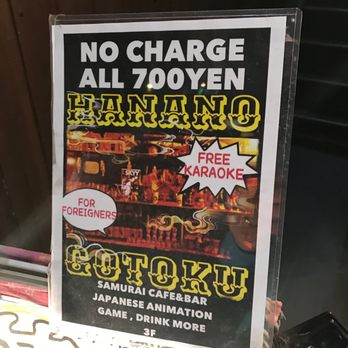 NO CHARGE
ALL 700YEN
HANANO
FREE
KARAOKE
FOR
FOREIGNERS
GOTOKU
SAMURAI CAFE&BAR
JAPANESE ANIMATION
GAME , DRINK MORE
3F